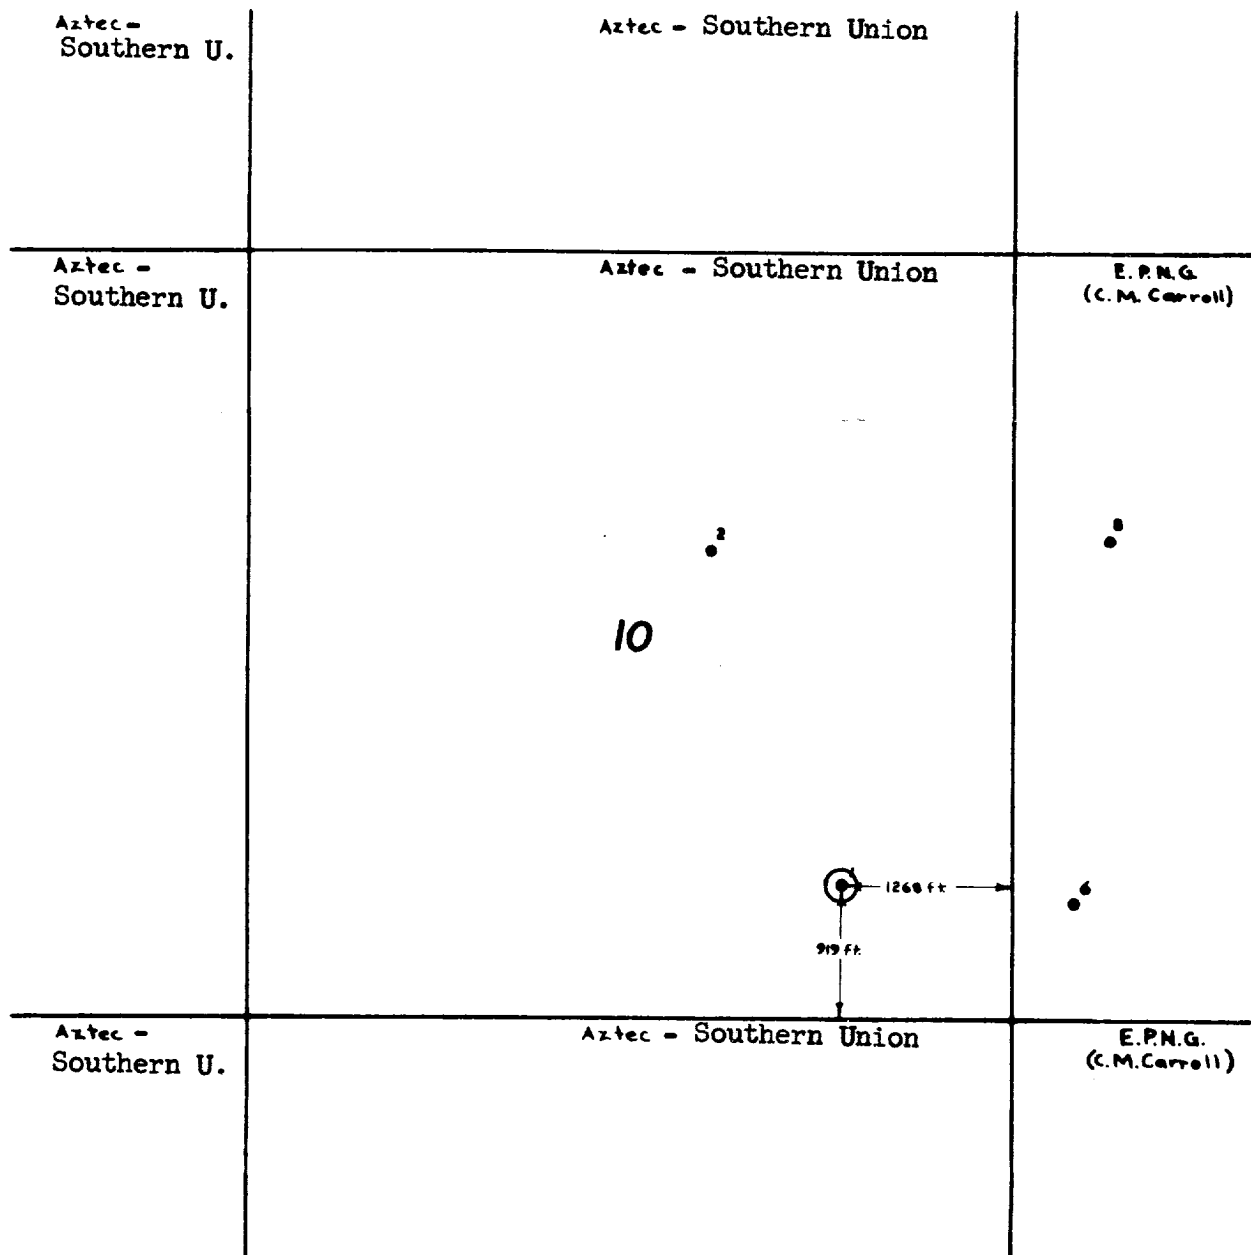 Aztec -
Southern U.
Aztec - Southern Union
Aztec -
Southern U.
Aztec - Southern Union
E.P.N.G.
(C.M. Carroll)
2
8
10
1268 ft
6
919 ft.
Aztec -
Southern U.
Aztec - Southern Union
E.P.N.G.
(C.M. Carroll)